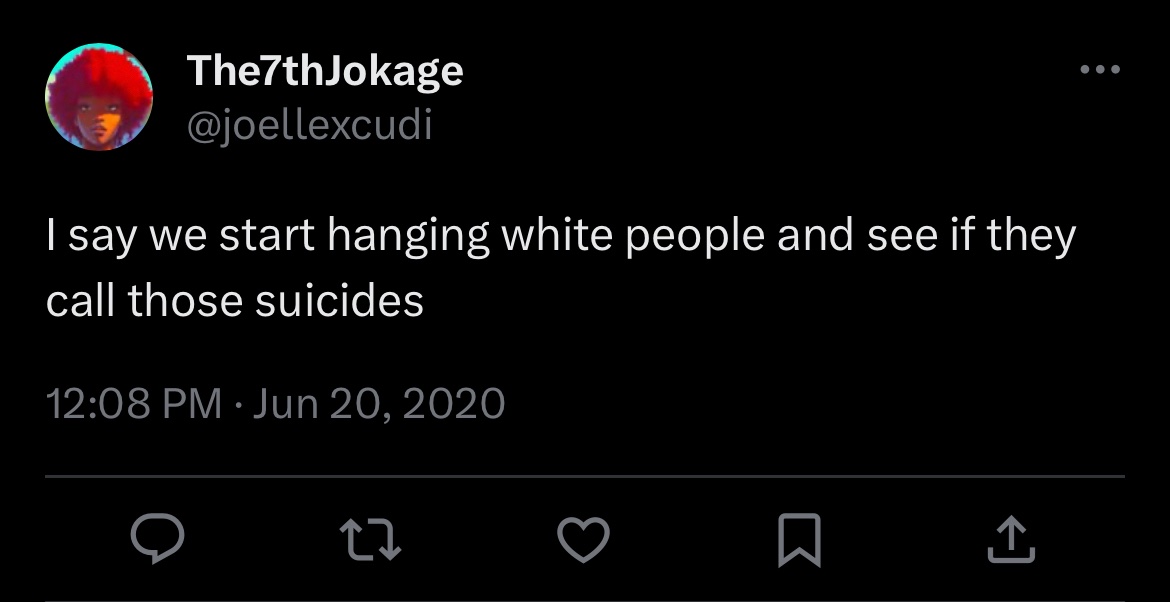 The7thJokage
@joellexcudi
I say we start hanging white people and see if they
call those suicides
12:08 PM · Jun 20, 2020